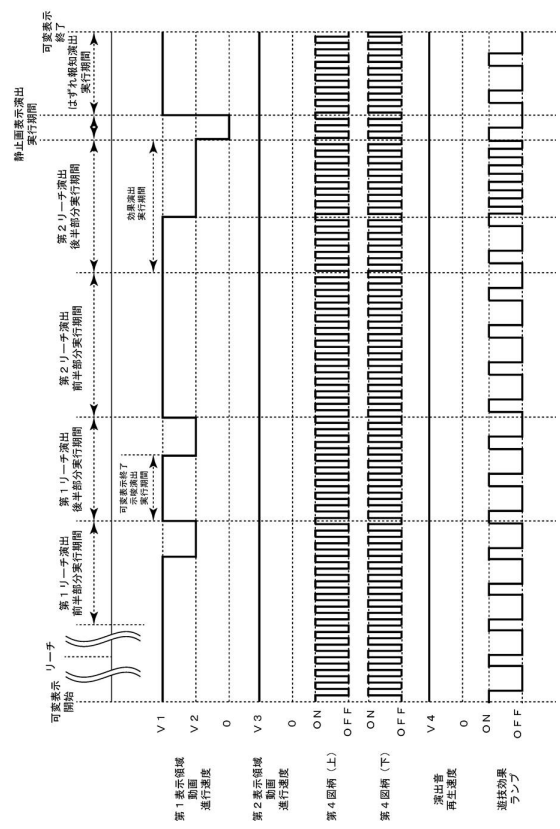 可変表示
開始
リーチ
第１リーチ演出
前半部分実行期間
第１リーチ演出
後半部分実行期間
可変表示終了
示唆演出
実行期間
第２リーチ演出
前半部分実行期間
第２リーチ演出
後半部分実行期間
効果演出
実行期間
静止画表示演出
実行期間
はずれ報知演出
実行期間
可変表示
終了
第１表示領域
動画
進行速度
Ｖ１
Ｖ２
０
第２表示領域
動画
進行速度
Ｖ３
０
第４図柄（上）
ＯＮ
ＯＦＦ
第４図柄（下）
ＯＮ
ＯＦＦ
演出音
再生速度
Ｖ４
０
遊技効果
ランプ
ＯＮ
ＯＦＦ